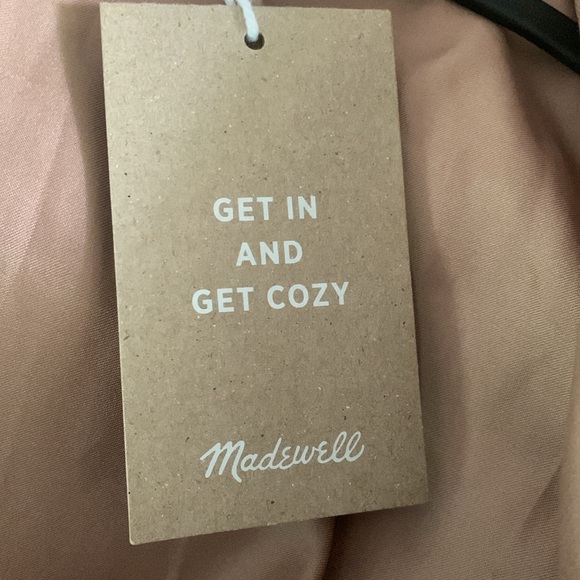 GET IN
AND
GET COZY
Madewell